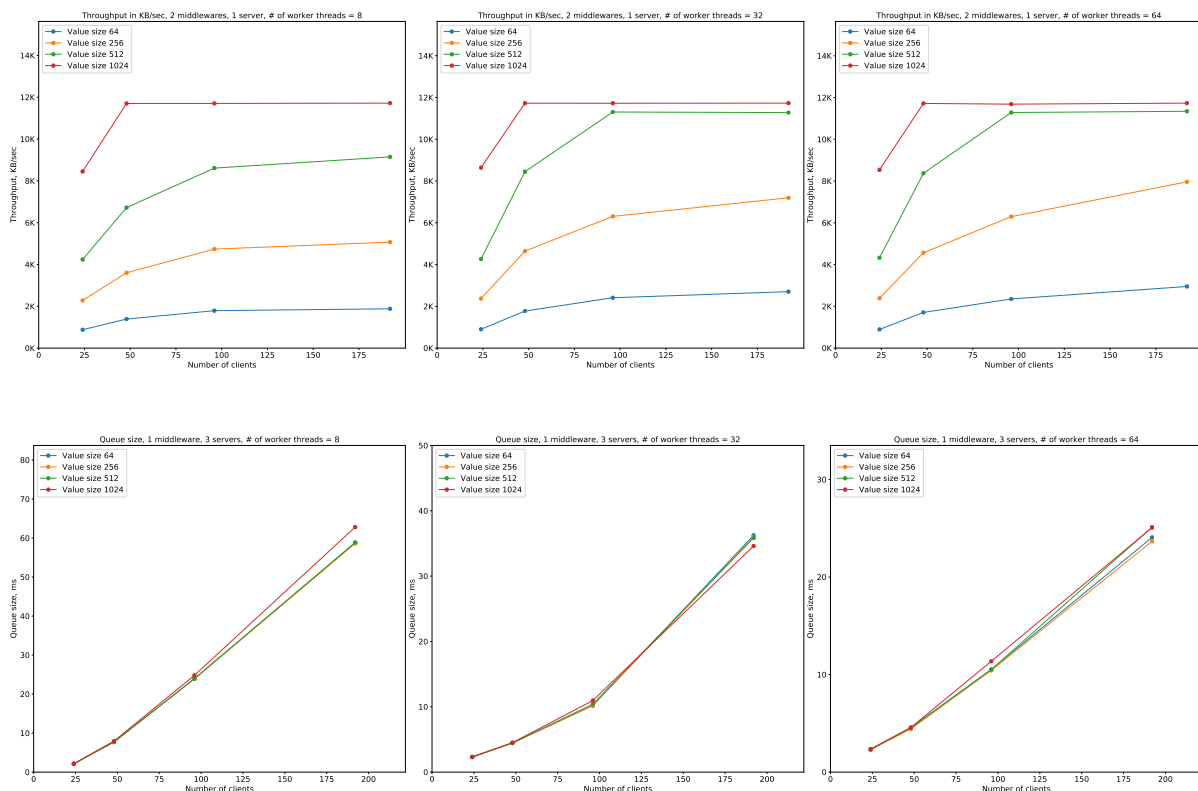 Throughput in KB/sec, 2 middlewares, 1 server, # of worker threads = 8
Value size 64
Value size 256
Value size 512
Value size 1024
14K
12K
10K
8K
6K
4K
2K
0K
Throughput, KB/sec
0 25 50 75 100 125 150 175
Number of clients
Throughput in KB/sec, 2 middlewares, 1 server, # of worker threads = 32
Value size 64
Value size 256
Value size 512
Value size 1024
14K
12K
10K
8K
6K
4K
2K
0K
Throughput, KB/sec
0 25 50 75 100 125 150 175
Number of clients
Throughput in KB/sec, 2 middlewares, 1 server, # of worker threads = 64
Value size 64
Value size 256
Value size 512
Value size 1024
14K
12K
10K
8K
6K
4K
2K
0K
Throughput, KB/sec
0 25 50 75 100 125 150 175
Number of clients
Queue size, 1 middleware, 3 servers, # of worker threads = 8
Value size 64
Value size 256
Value size 512
Value size 1024
80
70
60
50
40
30
20
10
0
Queue size, ms
0 25 50 75 100 125 150 175 200
Number of clients
Queue size, 1 middleware, 3 servers, # of worker threads = 32
Value size 64
Value size 256
Value size 512
Value size 1024
50
40
30
20
10
0
Queue size, ms
0 25 50 75 100 125 150 175 200
Number of clients
Queue size, 1 middleware, 3 servers, # of worker threads = 64
Value size 64
Value size 256
Value size 512
Value size 1024
30
20
10
0
Queue size, ms
0 25 50 75 100 125 150 175 200
Number of clients